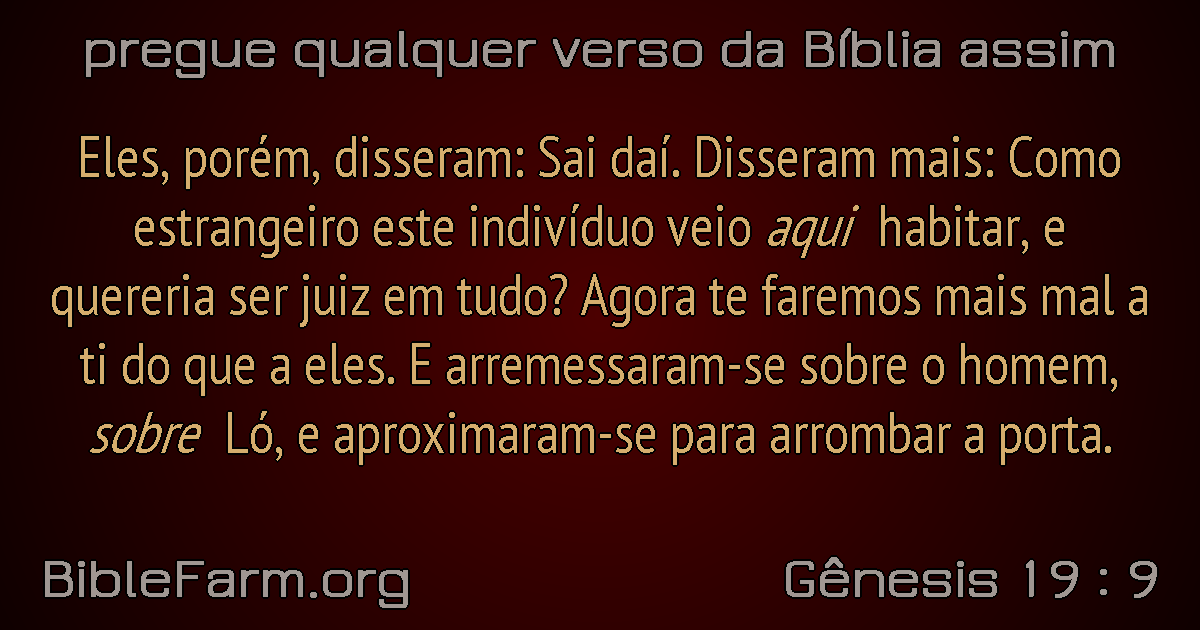 pregue qualquer verso da Bíblia assim
Eles, porém, disseram: Sai daí. Disseram mais: Como
estrangeiro este indivíduo veio aqui habitar, e
quereria ser juiz em tudo? Agora te faremos mais mal a
ti do que a eles. E arremessaram-se sobre o homem,
sobre Ló, e aproximaram-se para arrombar a porta.
BibleFarm.org
Gênesis 19 : 9